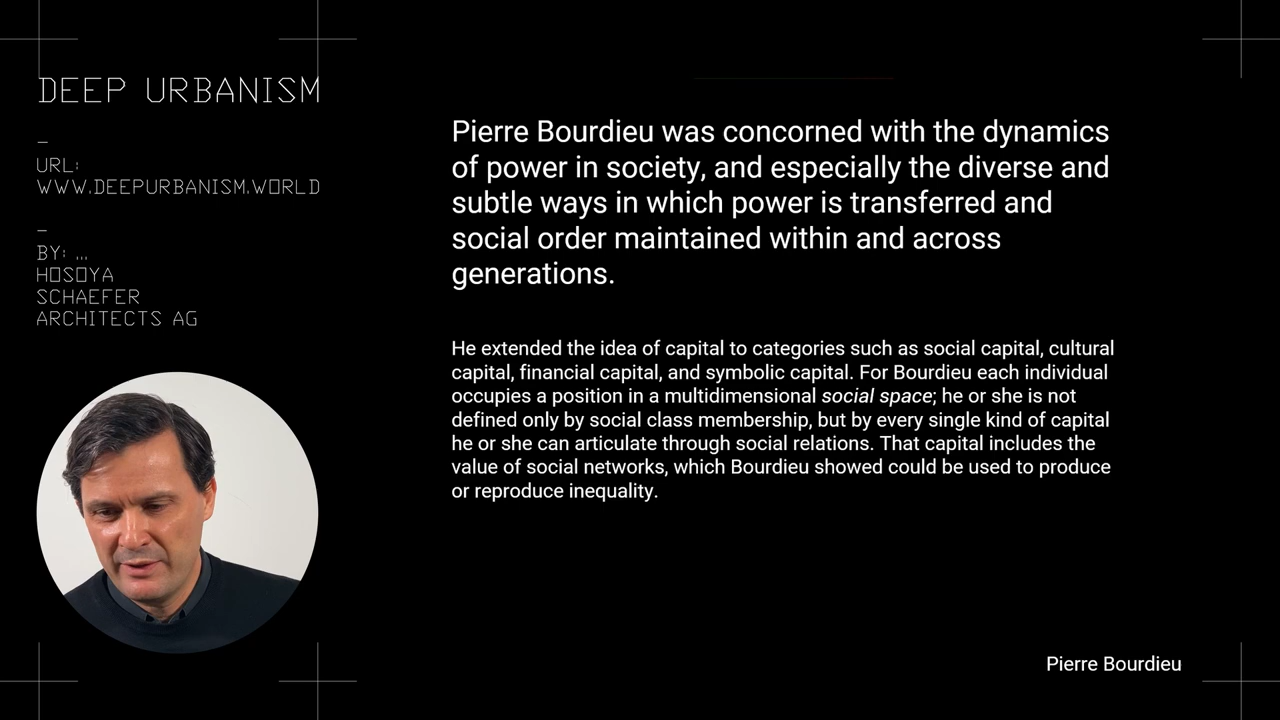 DEEP URBANISM
–
URL:
WWW.DEEPURBANISM.WORLD
–
BY: ...
HOSOYA
SCHAEFER
ARCHITECTS AG
Pierre Bourdieu was concorned with the dynamics
of power in society, and especially the diverse and
subtle ways in which power is transferred and
social order maintained within and across
generations.
He extended the idea of capital to categories such as social capital, cultural
capital, financial capital, and symbolic capital. For Bourdieu each individual
occupies a position in a multidimensional social space; he or she is not
defined only by social class membership, but by every single kind of capital
he or she can articulate through social relations. That capital includes the
value of social networks, which Bourdieu showed could be used to produce
or reproduce inequality.
Pierre Bourdieu